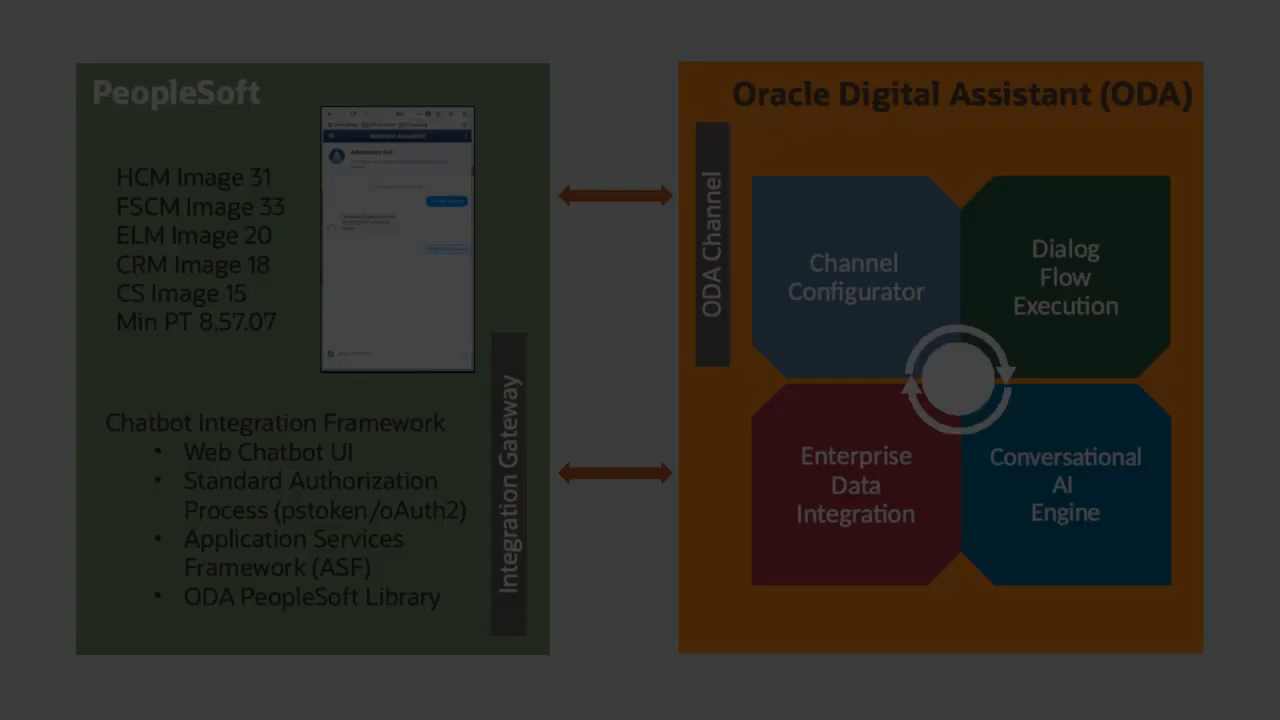 PeopleSoft
HCM Image 31
FSCM Image 33
ELM Image 20
CRM Image 18
CS Image 15
Min PT 8.57.07
Chatbot Integration Framework
• Web Chatbot UI
• Standard Authorization
Process (pstoken/oAuth2)
• Application Services
Framework (ASF)
• ODA PeopleSoft Library
Integration Gateway
Oracle Digital Assistant (ODA)
ODA Channel
Channel
Configurator
Dialog
Flow
Execution
Enterprise
Data
Integration
Conversational
AI
Engine